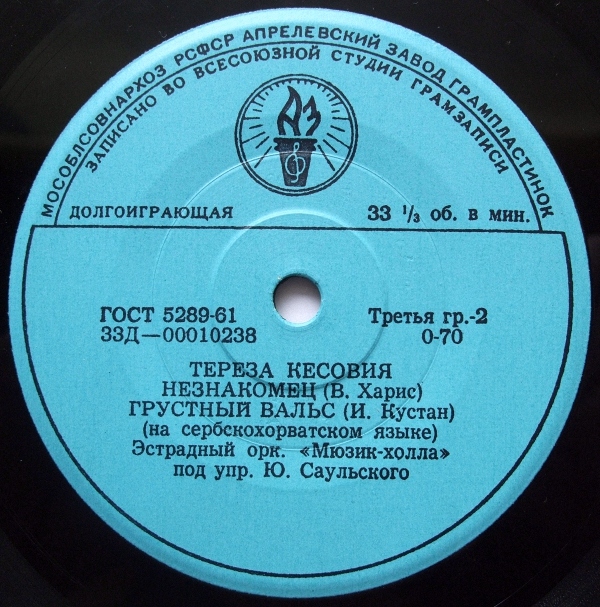 МОСОБЛСОВНАРХОЗ РСФСР АПРЕЛЕВСКИЙ ЗАВОД ГРАМПЛАСТИНОК
ЗАПИСАНО ВО ВСЕСОЮЗНОЙ СТУДИИ ГРАМЗАПИСИ
АЗ
ДОЛГОИГРАЮЩАЯ 33 1/3 об. в мин.
ГОСТ 5289-61 Третья гр.-2
33Д—00010238 0-70
ТЕРЕЗА КЕСОВИЯ
НЕЗНАКОМЕЦ (В. Харис)
ГРУСТНЫЙ ВАЛЬС (И. Кустан)
(на сербскохорватском языке)
Эстрадный орк. «Мюзик-холла»
под упр. Ю. Саульского